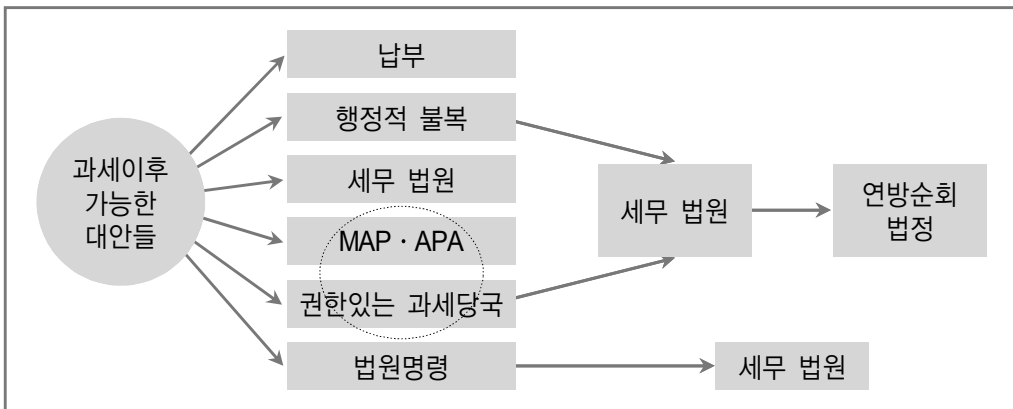 과세이후
가능한
대안들
납부
행정적 불복
세무 법원
MAP · APA
권한있는 과세당국
법원명령
세무 법원
연방순회
법정
세무 법원